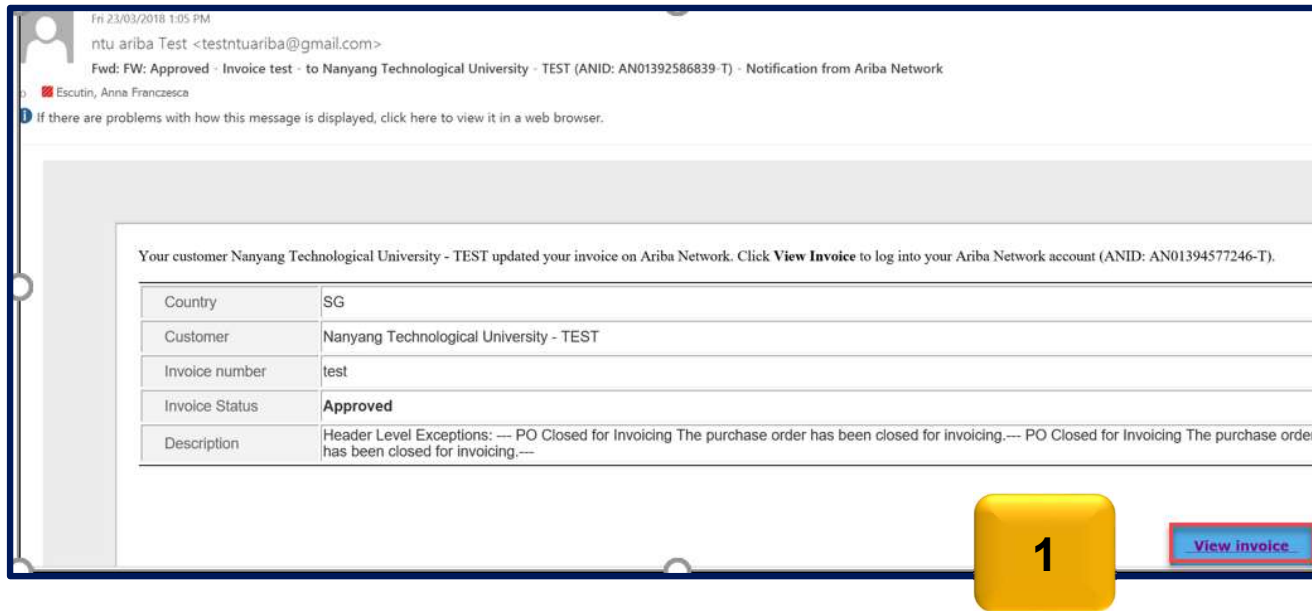 Fri 23/03/2018 1:05 PM
ntu ariba Test <testntuariba@gmail.com>
Fwd: FW: Approved - Invoice test - to Nanyang Technological University - TEST (ANID: AN01392586839-T) - Notification from Ariba Network
Escutin, Anna Franczesca
If there are problems with how this message is displayed, click here to view it in a web browser.
Your customer Nanyang Technological University - TEST updated your invoice on Ariba Network. Click View Invoice to log into your Ariba Network account (ANID: AN01394577246-T).
Country SG
Customer Nanyang Technological University - TEST
Invoice number test
Invoice Status Approved
Description Header Level Exceptions: --- PO Closed for Invoicing The purchase order has been closed for invoicing.--- PO Closed for Invoicing The purchase order
has been closed for invoicing.---
1
View invoice